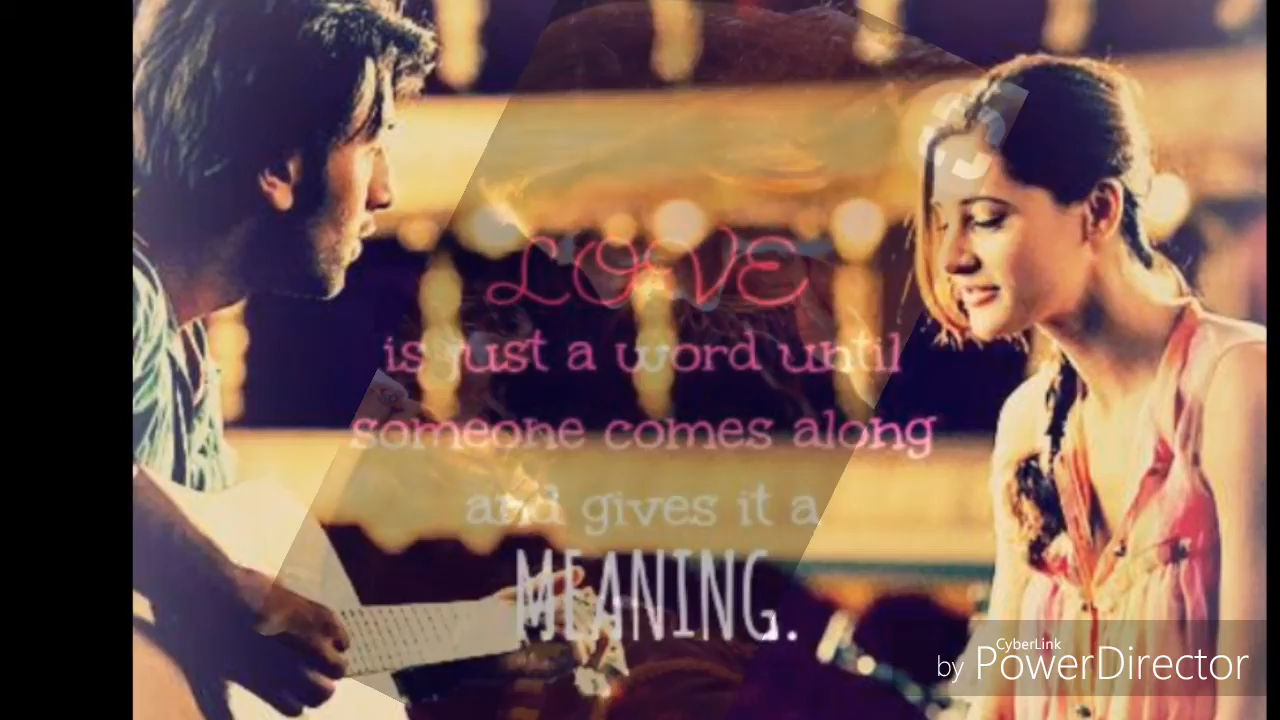 LOVE
is just a word until
someone comes along
and gives it a
MEANING.
CyberLink
by PowerDirector